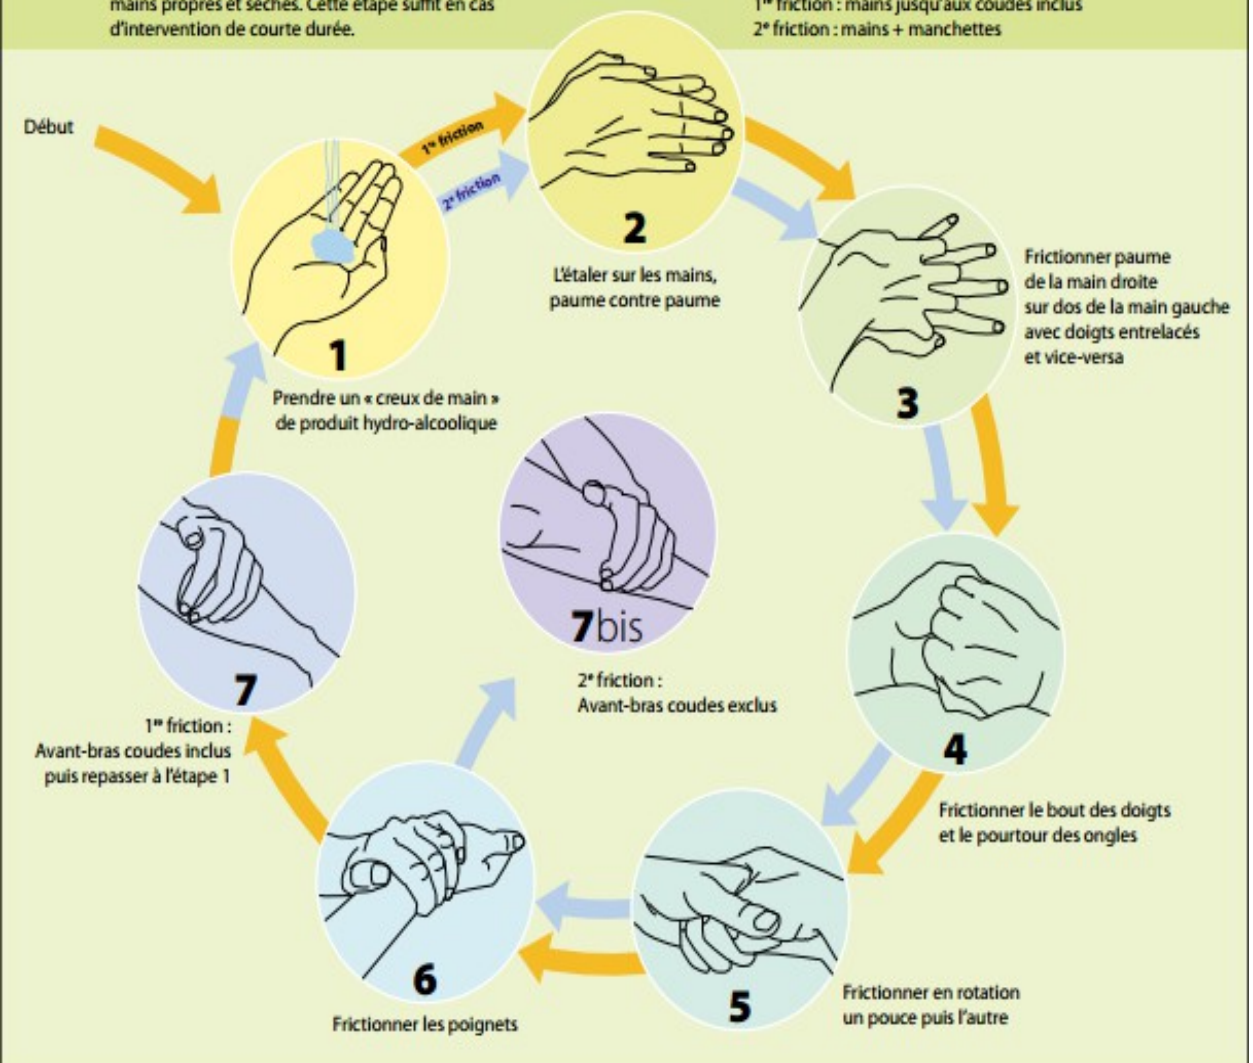 mains propres et sèches. Cette étape suffit en cas
d'intervention de courte durée.
1re friction : mains jusqu'aux coudes inclus
2e friction : mains + manchettes
Début
1re friction
2e friction
1
Prendre un « creux de main »
de produit hydro-alcoolique
2
L'étaler sur les mains,
paume contre paume
3
Frictionner paume
de la main droite
sur dos de la main gauche
avec doigts entrelacés
et vice-versa
4
Frictionner le bout des doigts
et le pourtour des ongles
5
Frictionner en rotation
un pouce puis l'autre
6
Frictionner les poignets
7
1re friction :
Avant-bras coudes inclus
puis repasser à l'étape 1
7bis
2e friction :
Avant-bras coudes exclus